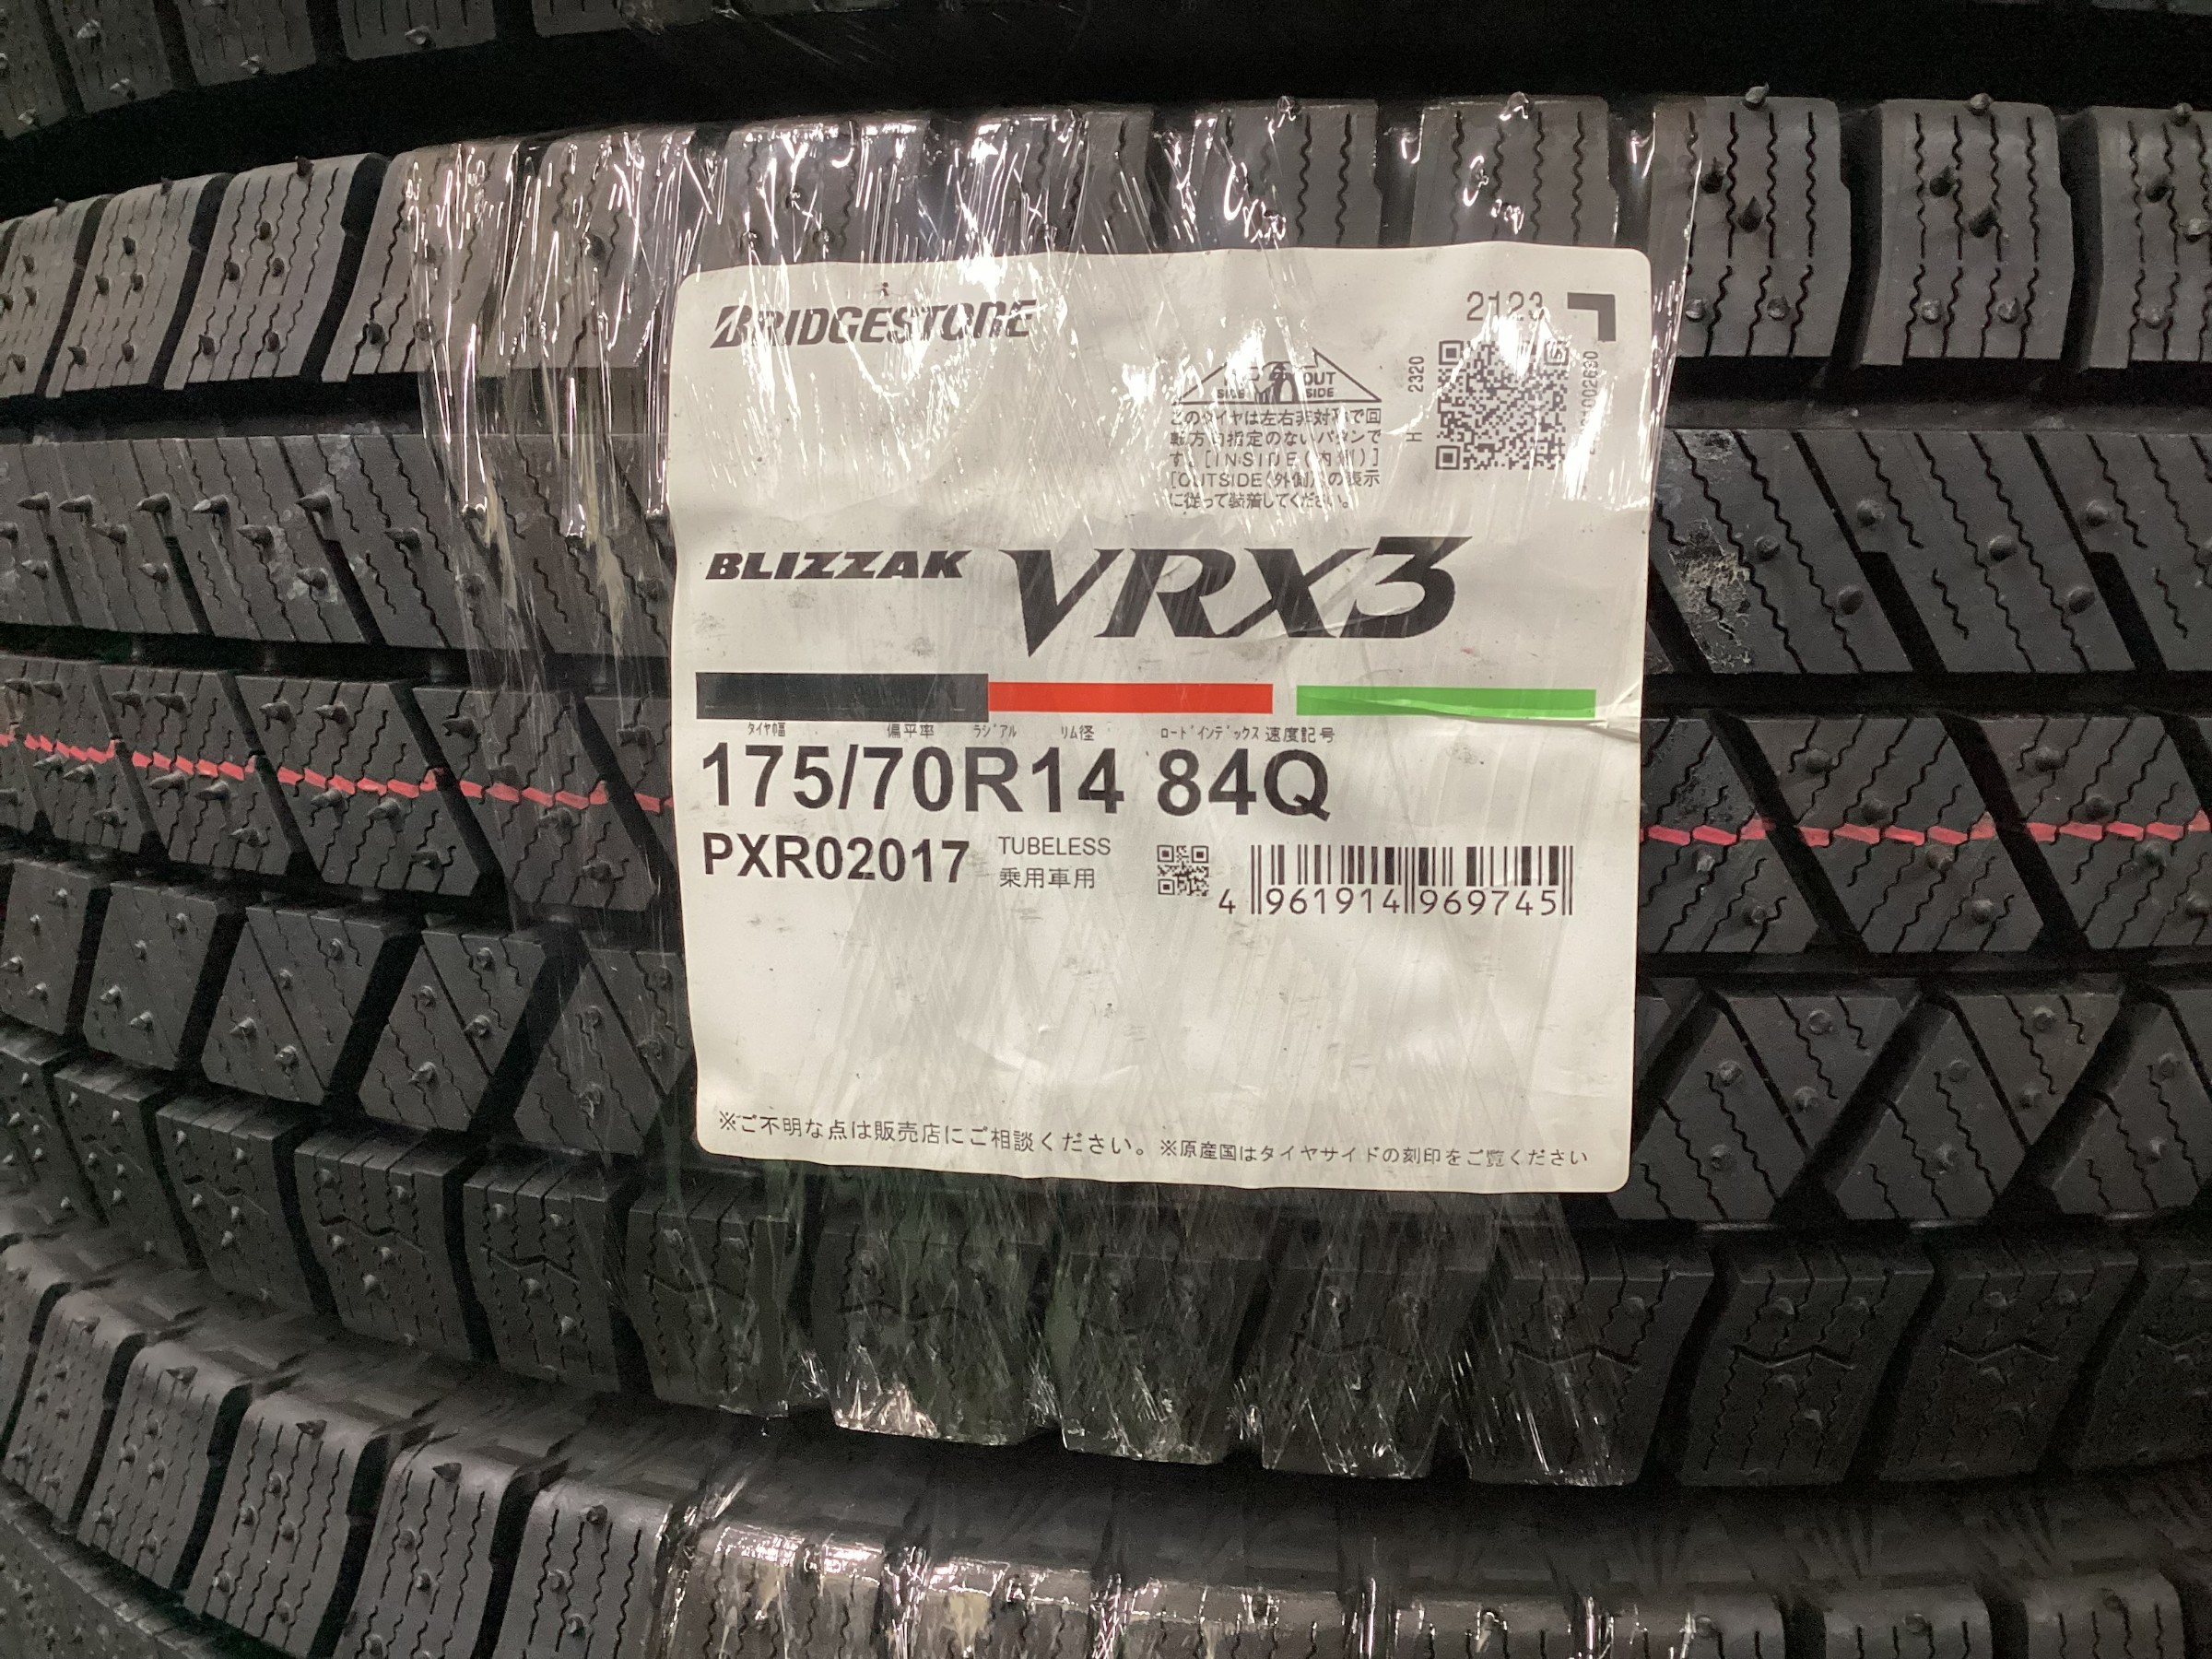 BRIDGESTONE
2123
OUT
SIDE SIDE
H 2320
このタイヤは左右非対称で回
転方向指定のないパタンで
す。[INSIDE(内側)]
[OUTSIDE(外側)]の表示
に従って装着してください。
BLIZZAK VRX3
タイヤ幅 偏平率 ラジアル リム径 ロードインデックス 速度記号
175/70R14 84Q
PXR02017 TUBELESS
乗用車用
4 961914 969745
※ご不明な点は販売店にご相談ください。※原産国はタイヤサイドの刻印をご覧ください